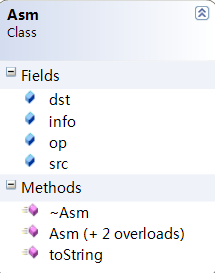 Asm
Class
Fields
dst
info
op
src
Methods
~Asm
Asm (+ 2 overloads)
toString